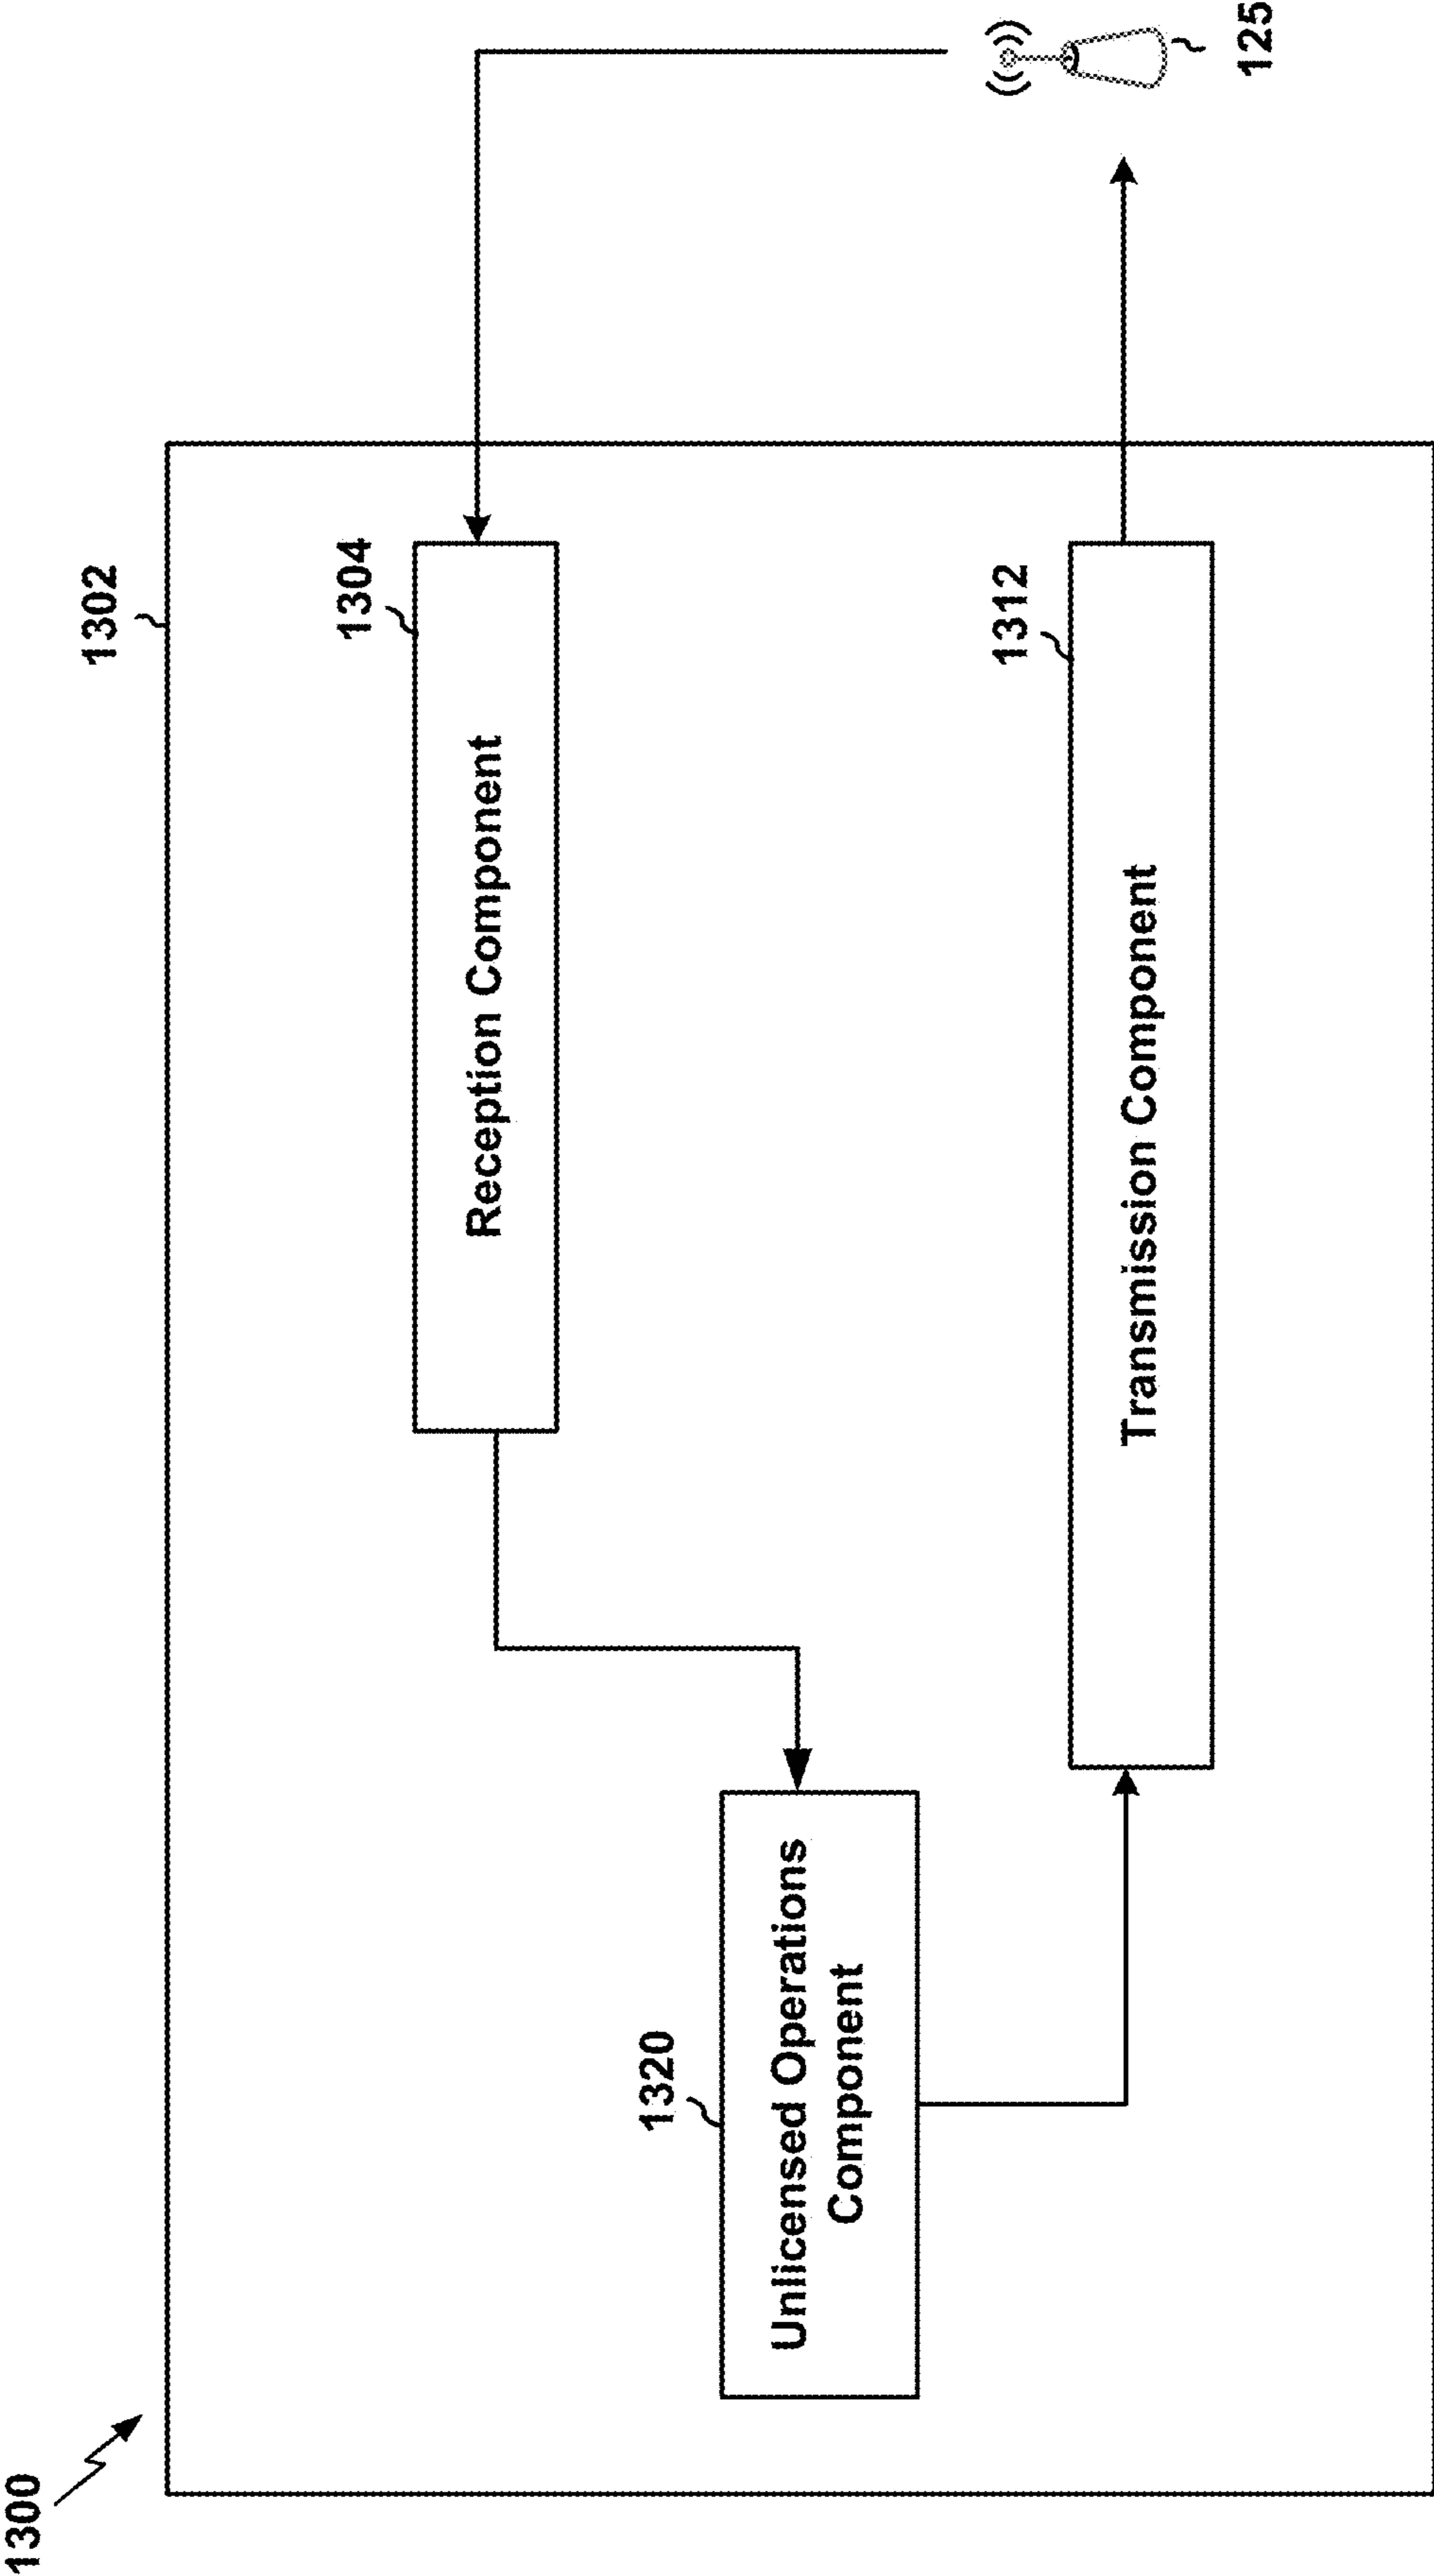 1300
1302
1304
Reception Component
1320
Unlicensed Operations
Component
1312
Transmission Component
125